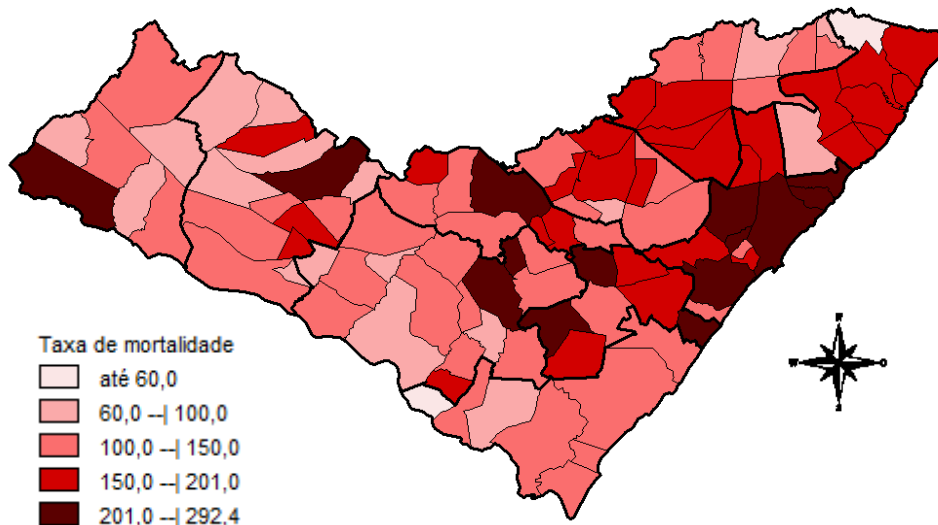 Taxa de mortalidade
até 60,0
60,0 --| 100,0
100,0 --| 150,0
150,0 --| 201,0
201,0 --| 292,4